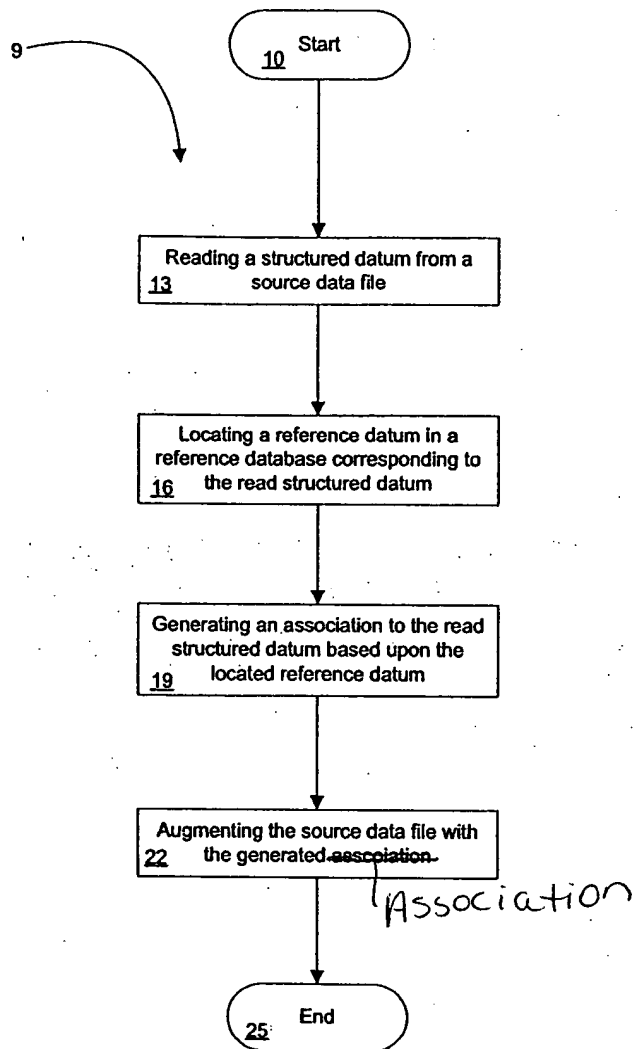 9
Start
10
Reading a structured datum from a
source data file
13
Locating a reference datum in a
reference database corresponding to
the read structured datum
16
Generating an association to the read
structured datum based upon the
located reference datum
19
Augmenting the source data file with
the generated asscoiation
22
Association
End
25